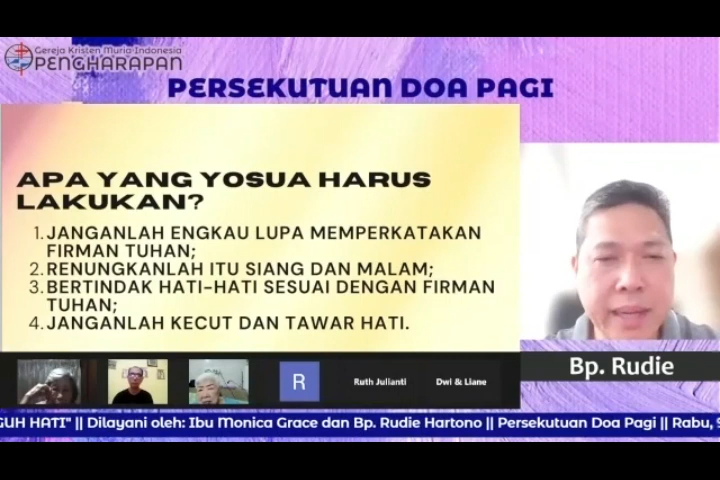 Gereja Kristen Muria Indonesia
PENGHARAPAN
PERSEKUTUAN DOA PAGI
APA YANG YOSUA HARUS
LAKUKAN?
1. JANGANLAH ENGKAU LUPA MEMPERKATAKAN
FIRMAN TUHAN;
2. RENUNGKANLAH ITU SIANG DAN MALAM;
3. BERTINDAK HATI-HATI SESUAI DENGAN FIRMAN
TUHAN;
4. JANGANLAH KECUT DAN TAWAR HATI.
Bp. Rudie
R
Ruth Julianti
Dwi & Liane
GUH HATI" || Dilayani oleh: Ibu Monica Grace dan Bp. Rudie Hartono || Persekutuan Doa Pagi || Rabu, 9